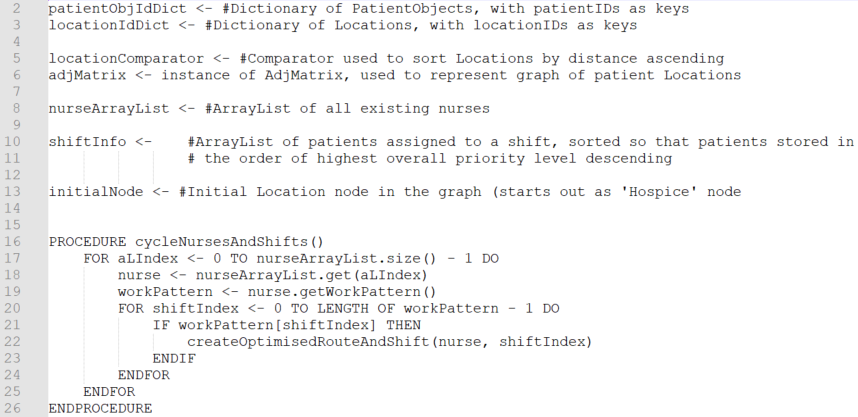 2 patientObjIdDict <- #Dictionary of PatientObjects, with patientIDs as keys
3 locationIdDict <- #Dictionary of Locations, with locationIDs as keys
4
5 locationComparator <- #Comparator used to sort Locations by distance ascending
6 adjMatrix <- instance of AdjMatrix, used to represent graph of patient Locations
7
8 nurseArrayList <- #ArrayList of all existing nurses
9
10 shiftInfo <-    #ArrayList of patients assigned to a shift, sorted so that patients stored in
11                 # the order of highest overall priority level descending
12
13 initialNode <- #Initial Location node in the graph (starts out as 'Hospice' node
14
15
16 PROCEDURE cycleNursesAndShifts()
17     FOR aLIndex <- 0 TO nurseArrayList.size() - 1 DO
18         nurse <- nurseArrayList.get(aLIndex)
19         workPattern <- nurse.getWorkPattern()
20         FOR shiftIndex <- 0 TO LENGTH OF workPattern - 1 DO
21             IF workPattern[shiftIndex] THEN
22                 createOptimisedRouteAndShift(nurse, shiftIndex)
23             ENDIF
24         ENDFOR
25     ENDFOR
26 ENDPROCEDURE